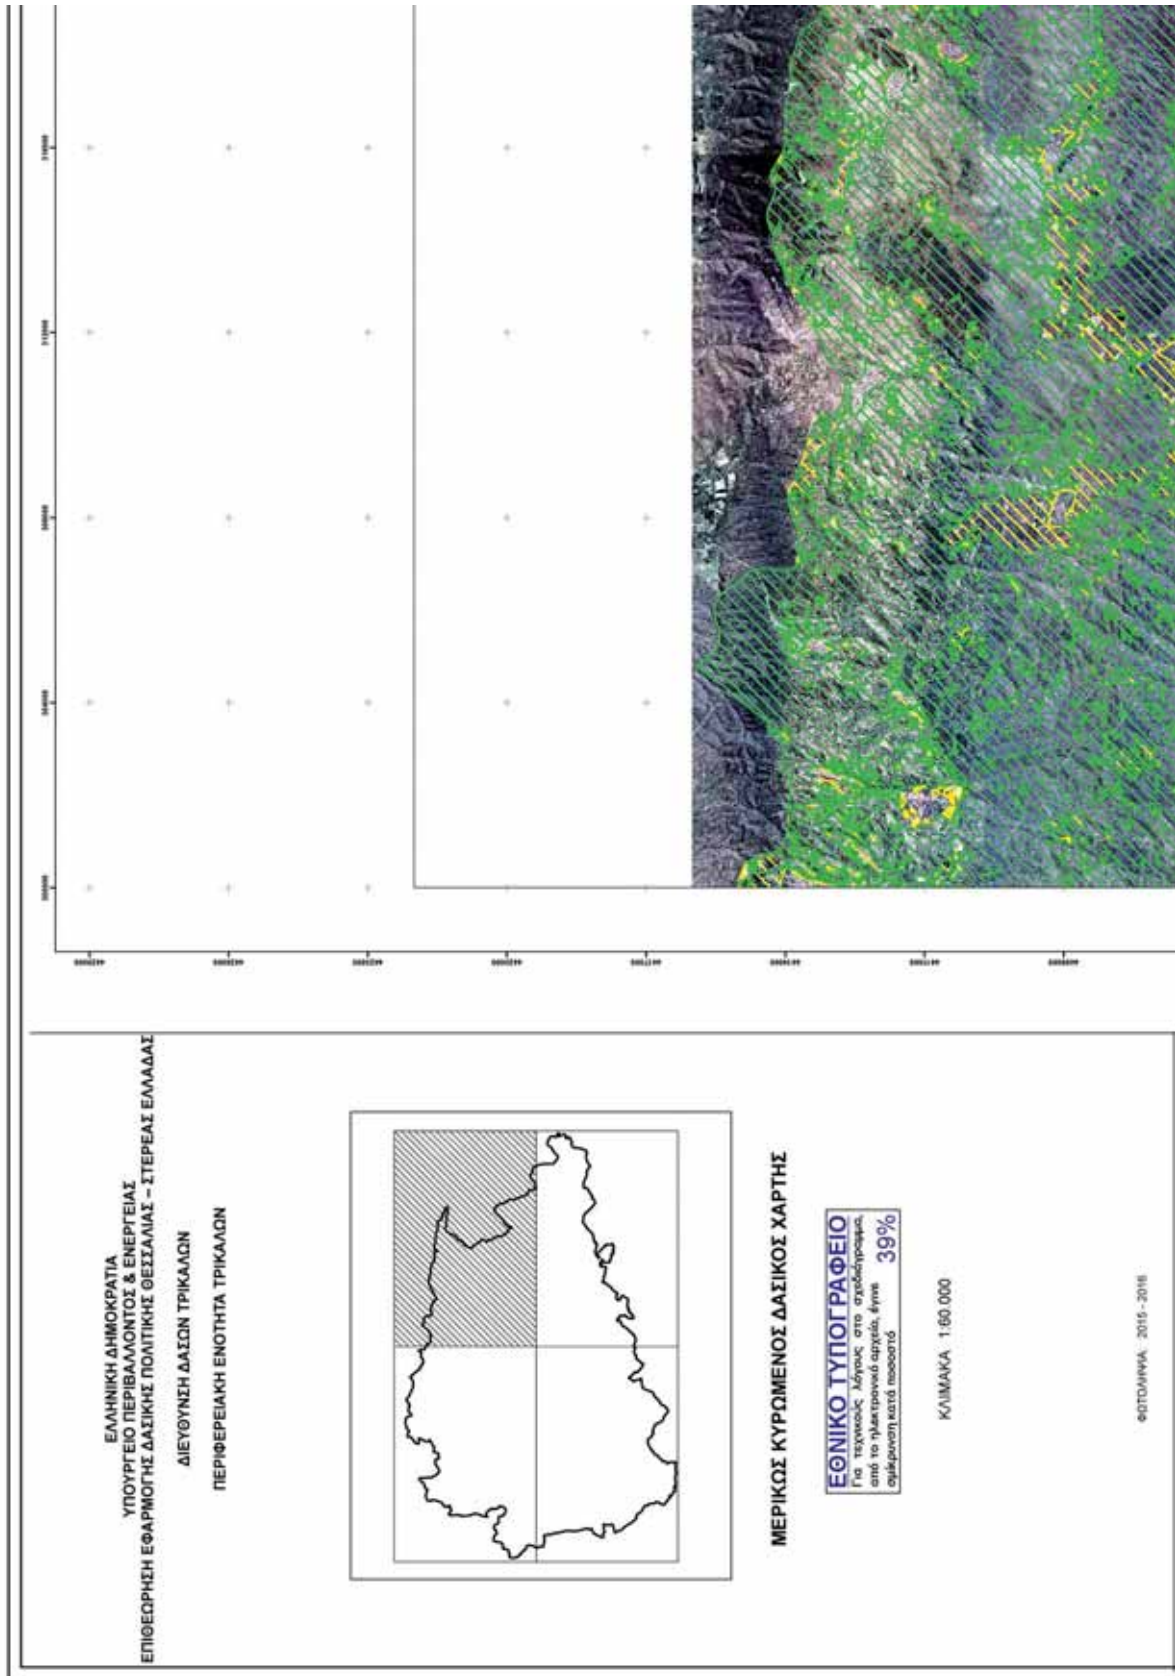 ΕΛΛΗΝΙΚΗ ΔΗΜΟΚΡΑΤΙΑ
ΥΠΟΥΡΓΕΙΟ ΠΕΡΙΒΑΛΛΟΝΤΟΣ & ΕΝΕΡΓΕΙΑΣ
ΕΠΙΘΕΩΡΗΣΗ ΕΦΑΡΜΟΓΗΣ ΔΑΣΙΚΗΣ ΠΟΛΙΤΙΚΗΣ ΘΕΣΣΑΛΙΑΣ – ΣΤΕΡΕΑΣ ΕΛΛΑΔΑΣ
ΔΙΕΥΘΥΝΣΗ ΔΑΣΩΝ ΤΡΙΚΑΛΩΝ
ΠΕΡΙΦΕΡΕΙΑΚΗ ΕΝΟΤΗΤΑ ΤΡΙΚΑΛΩΝ
ΜΕΡΙΚΩΣ ΚΥΡΩΜΕΝΟΣ ΔΑΣΙΚΟΣ ΧΑΡΤΗΣ
ΕΘΝΙΚΟ ΤΥΠΟΓΡΑΦΕΙΟ
Για τεχνικούς λόγους στο σχεδιάγραμμα,
από το ηλεκτρονικό αρχείο, έγινε
σμίκρυνση κατά ποσοστό 39%
ΚΛΙΜΑΚΑ 1:60.000
ΦΩΤΟΛΗΨΙΑ 2015 - 2016